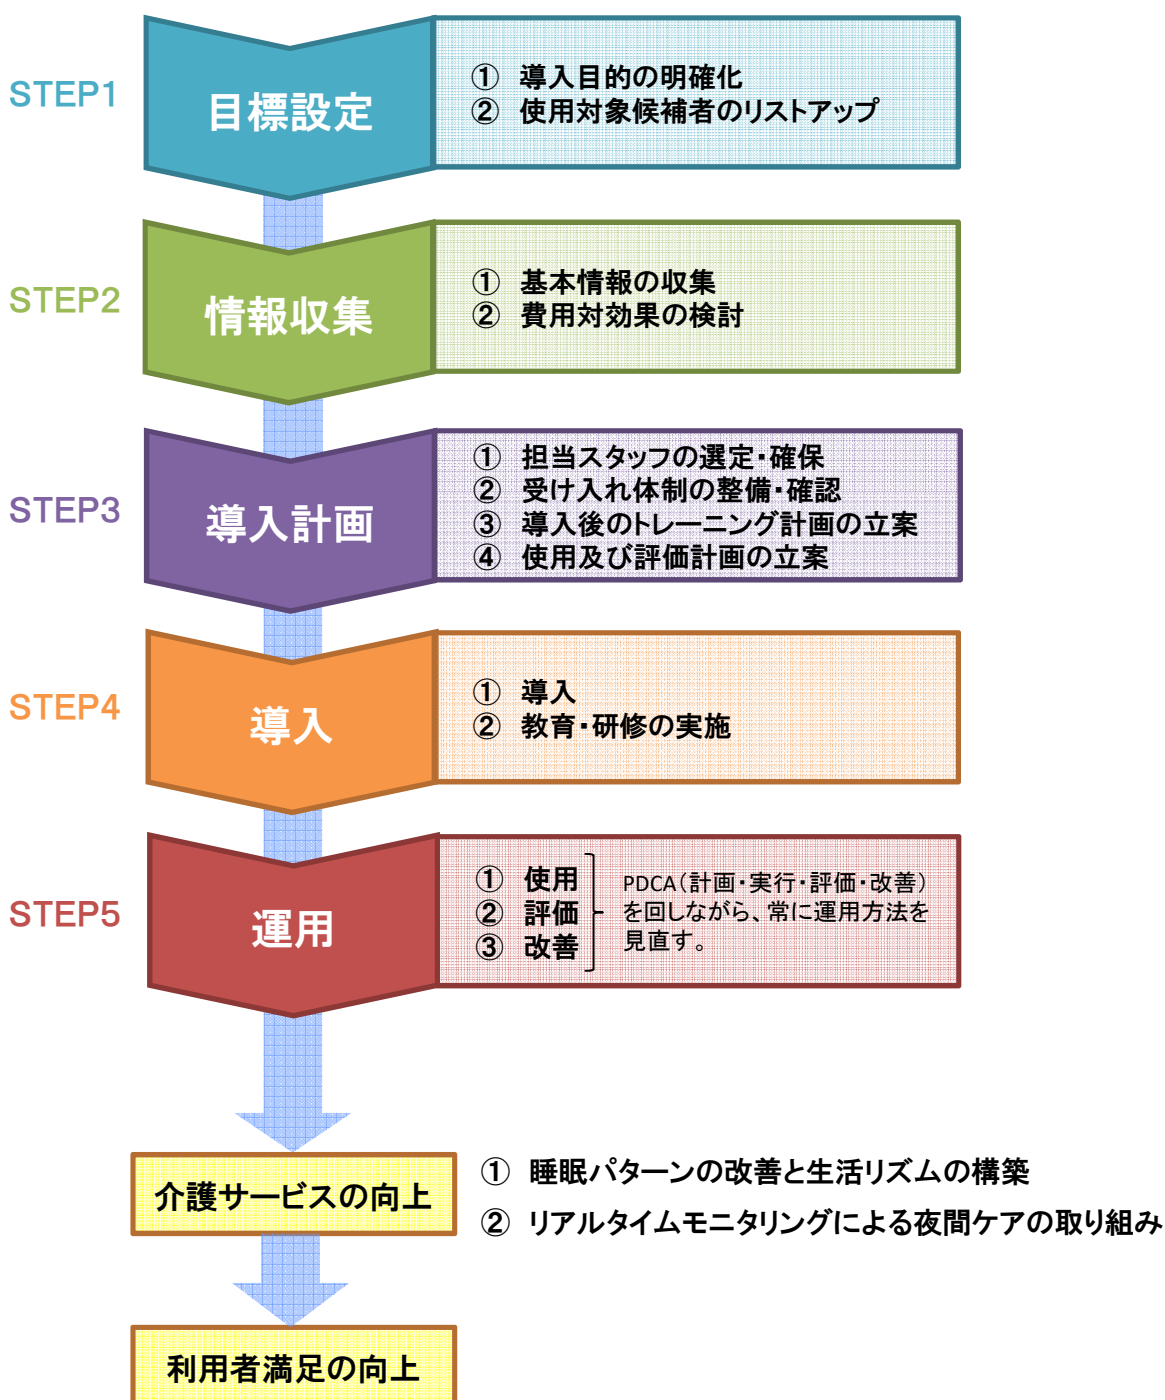 STEP1
目標設定
① 導入目的の明確化
② 使用対象候補者のリストアップ
STEP2
情報収集
① 基本情報の収集
② 費用対効果の検討
STEP3
導入計画
① 担当スタッフの選定・確保
② 受け入れ体制の整備・確認
③ 導入後のトレーニング計画の立案
④ 使用及び評価計画の立案
STEP4
導入
① 導入
② 教育・研修の実施
STEP5
運用
① 使用
② 評価
③ 改善
PDCA(計画・実行・評価・改善)
を回しながら、常に運用方法を
見直す。
介護サービスの向上
① 睡眠パターンの改善と生活リズムの構築
② リアルタイムモニタリングによる夜間ケアの取り組み
利用者満足の向上